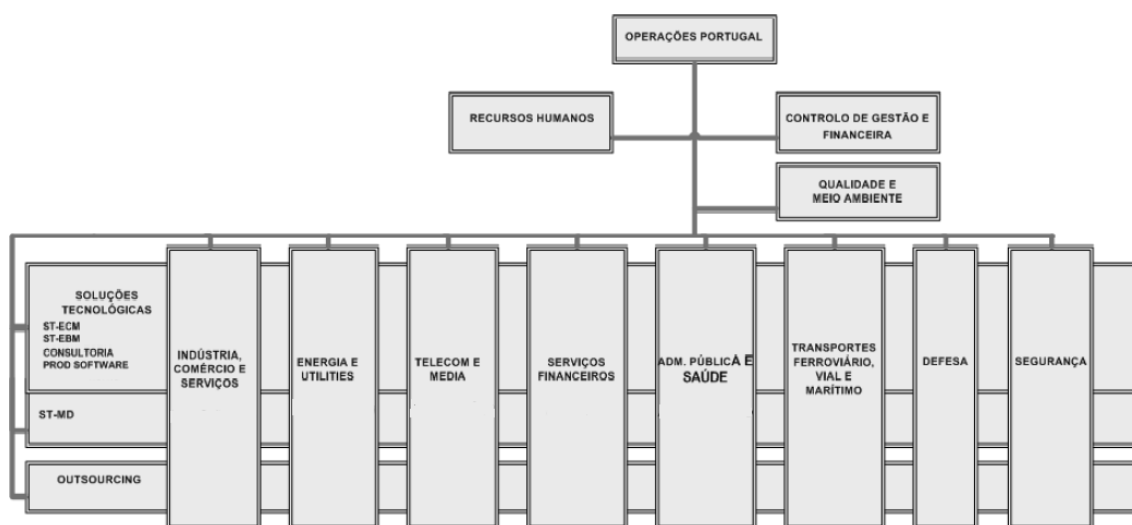 OPERAÇÕES PORTUGAL
RECURSOS HUMANOS
CONTROLO DE GESTÃO E
FINANCEIRA
QUALIDADE E
MEIO AMBIENTE
SOLUÇÕES
TECNOLÓGICAS
ST-ECM
ST-EBM
CONSULTORIA
PROD SOFTWARE
ST-MD
OUTSOURCING
INDÚSTRIA,
COMÉRCIO E
SERVIÇOS
ENERGIA E
UTILITIES
TELECOM E
MEDIA
SERVIÇOS
FINANCEIROS
ADM. PÚBLICA E
SAÚDE
TRANSPORTES
FERROVIÁRIO,
VIAL E
MARÍTIMO
DEFESA
SEGURANÇA